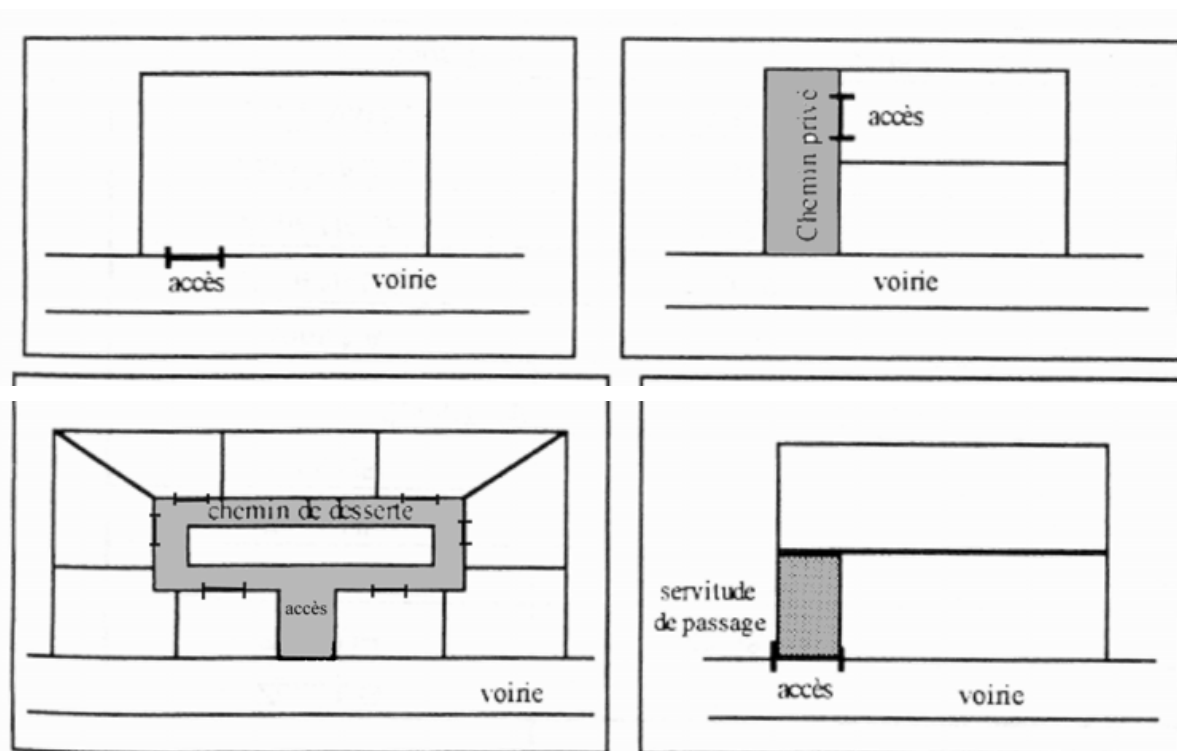 accès
voirie
Chemin privé
accès
voirie
chemin de desserte
accès
voirie
servitude
de passage
accès
voirie